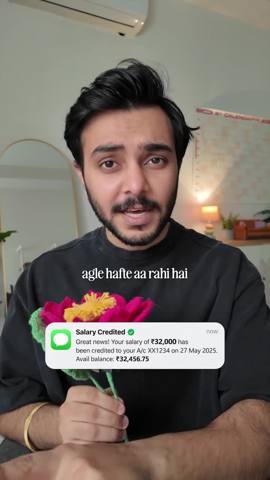 agle hafte aa rahi hai
Salary Credited
now
Great news! Your salary of ₹32,000 has
been credited to your A/c XX1234 on 27 May 2025.
Avail balance: ₹32,456.75